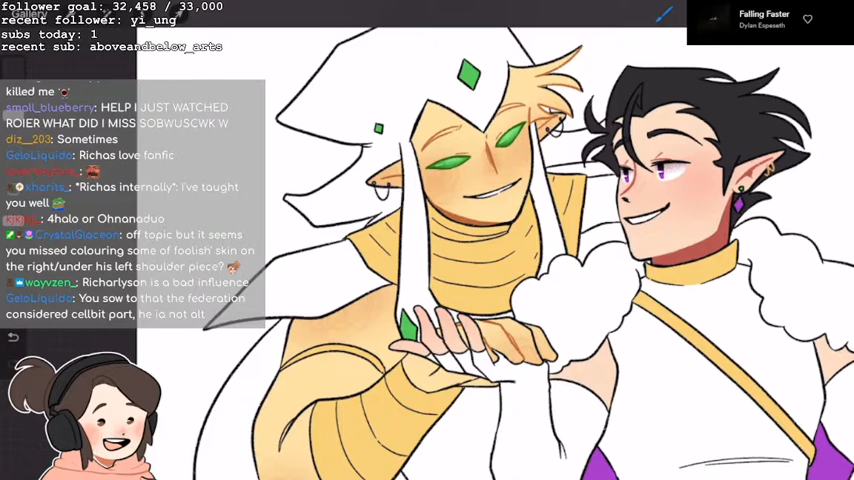 follower goal: 32,458 / 33,000
recent follower: yi_ung
subs today: 1
recent sub: aboveandbelow_arts
Gallery
Falling Faster
Dylan Espeseth
killed me
small_blueberry: HELP I JUST WATCHED
ROIER WHAT DID I MISS SOBWUSCWK W
diz__203: Sometimes
GeloLiquido: Richas love fanfic
kharits_: *Richas internally*: I've taught
you well
4halo or Ohnanaduo
CrystalGlaceon: off topic but it seems
you missed colouring some of foolish' skin on
the right/under his left shoulder piece?
wayvzen_: Richarlyson is a bad influence
GeloLiquido: You sow to that the federation
considered cellbit part, he ia not alt